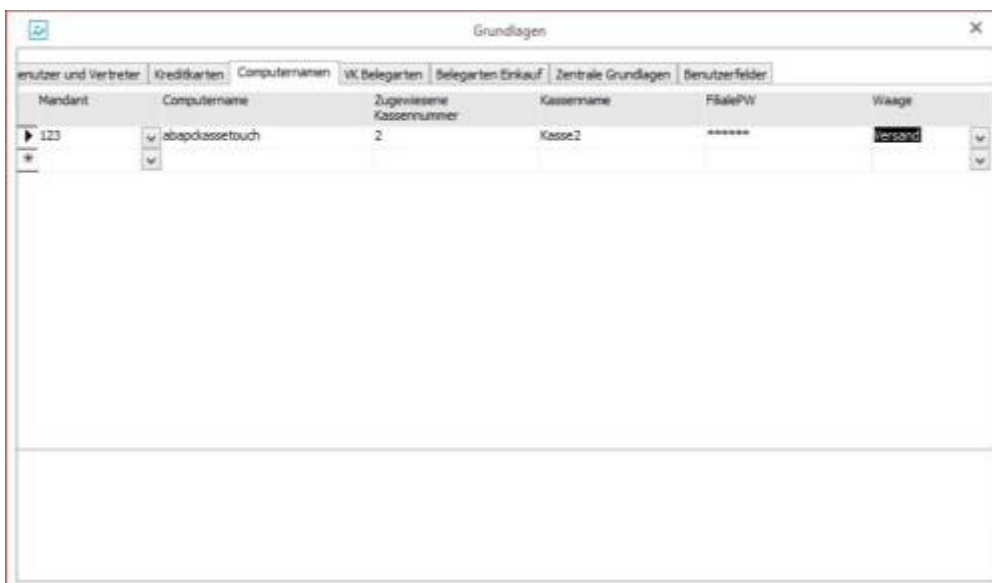 Grundlagen
enutzer und Vertreter Kreditkarten Computernamen VK Belegarten Belegarten Einkauf Zentrale Grundlagen Benutzerfelder
Mandant Computername Zugewiesene Kassennummer Kassenname FilialePW Waage
123 abapckassetouch 2 Kasse2 ****** Versand
*